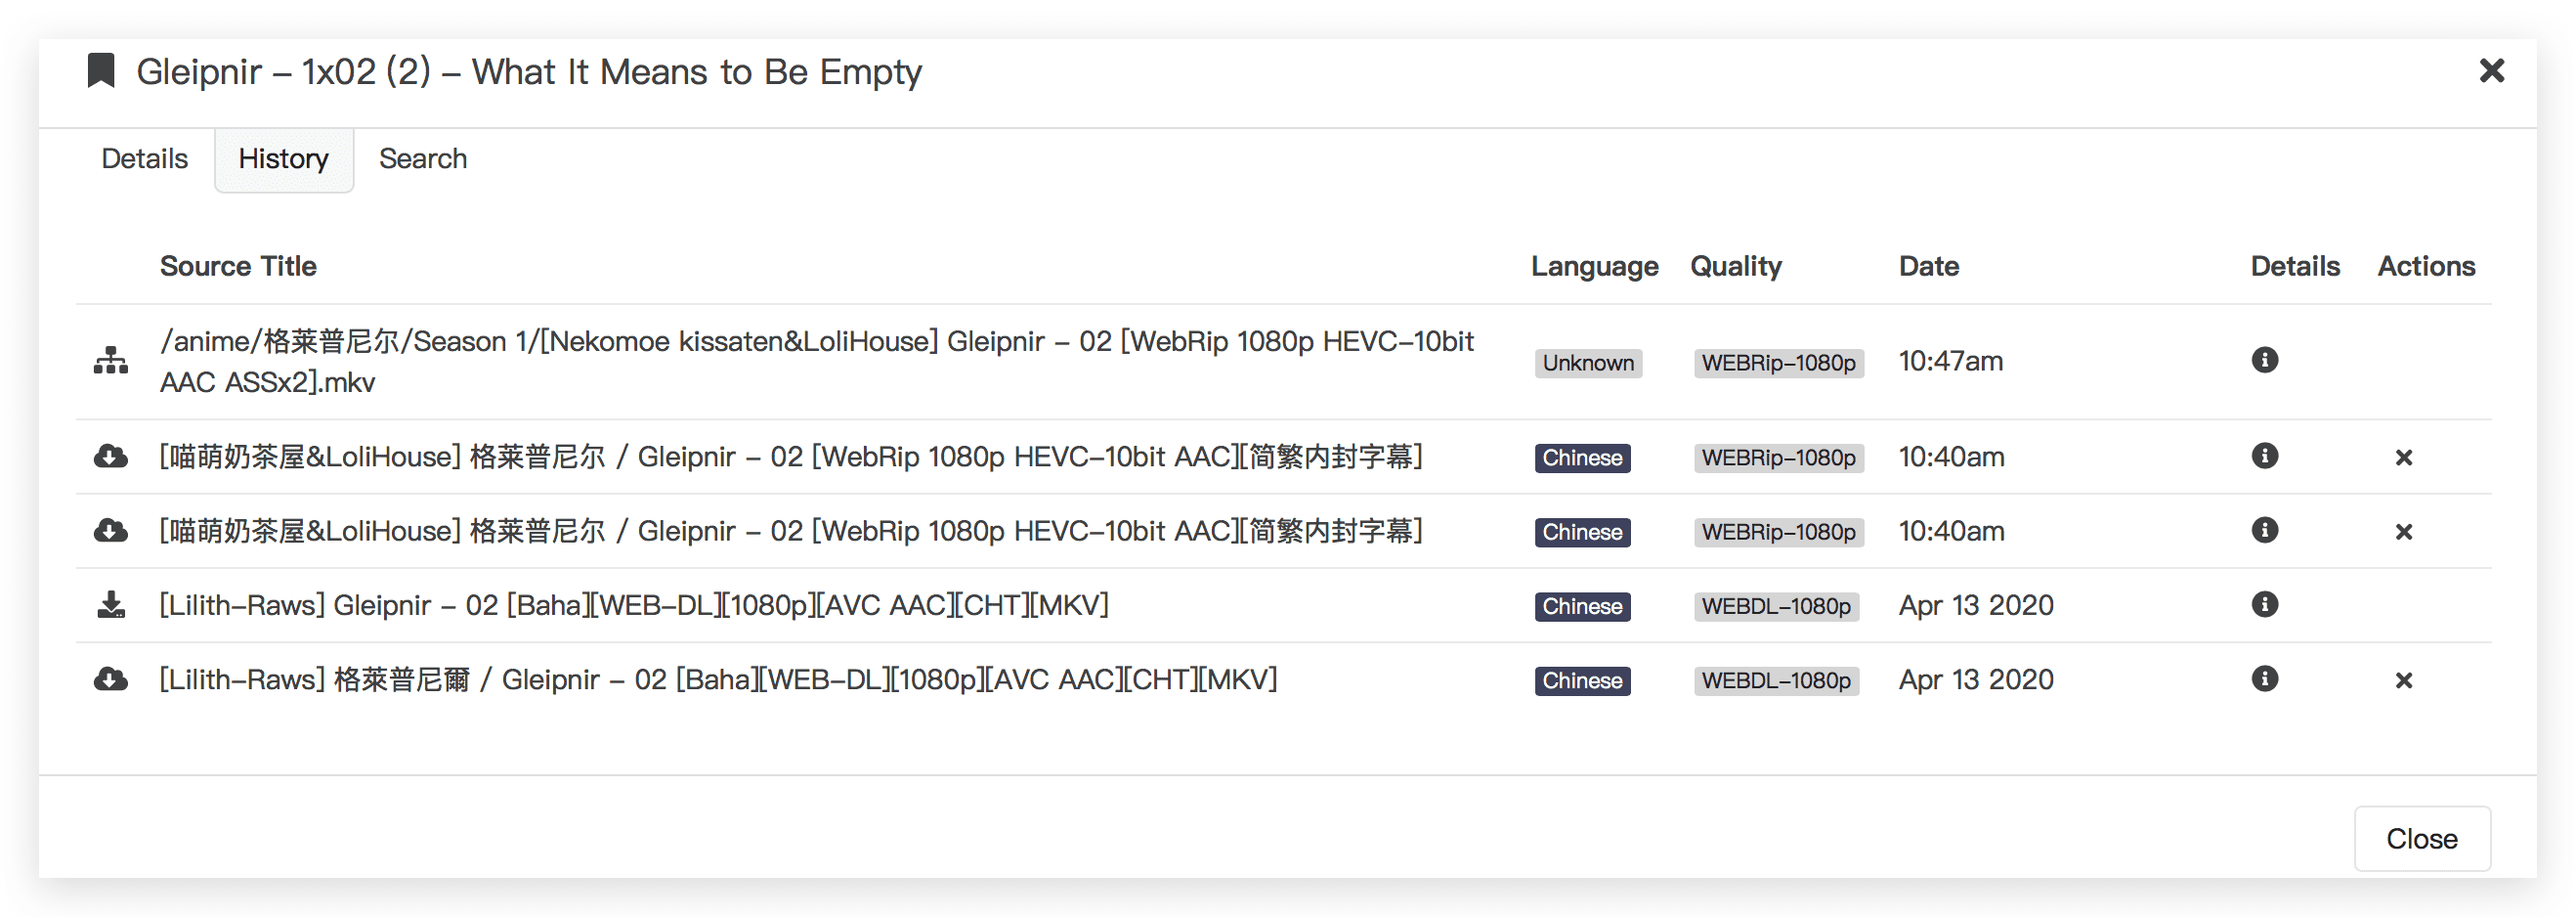 Gleipnir – 1x02 (2) – What It Means to Be Empty
Details History Search
Source Title Language Quality Date Details Actions
/anime/格莱普尼尔/Season 1/[Nekomoe kissaten&LoliHouse] Gleipnir – 02 [WebRip 1080p HEVC-10bit
AAC ASSx2].mkv
Unknown WEBRip-1080p 10:47am
[喵萌奶茶屋&LoliHouse] 格莱普尼尔 / Gleipnir – 02 [WebRip 1080p HEVC-10bit AAC][简繁内封字幕] Chinese WEBRip-1080p 10:40am
[喵萌奶茶屋&LoliHouse] 格莱普尼尔 / Gleipnir – 02 [WebRip 1080p HEVC-10bit AAC][简繁内封字幕] Chinese WEBRip-1080p 10:40am
[Lilith-Raws] Gleipnir – 02 [Baha][WEB-DL][1080p][AVC AAC][CHT][MKV] Chinese WEBDL-1080p Apr 13 2020
[Lilith-Raws] 格萊普尼爾 / Gleipnir – 02 [Baha][WEB-DL][1080p][AVC AAC][CHT][MKV] Chinese WEBDL-1080p Apr 13 2020
Close